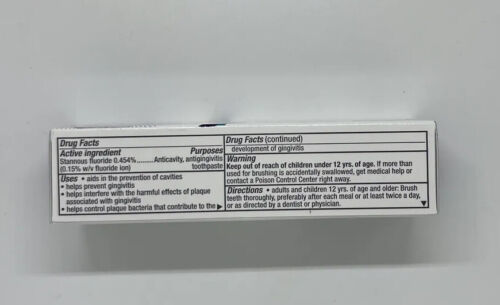 Drug Facts
Active ingredient Purposes
Stannous fluoride 0.454%..........Anticavity, antigingivitis
(0.15% w/v fluoride ion) toothpaste
Uses • aids in the prevention of cavities
• helps prevent gingivitis
• helps interfere with the harmful effects of plaque
associated with gingivitis
• helps control plaque bacteria that contribute to the ▶
Drug Facts (continued)
development of gingivitis
Warning
Keep out of reach of children under 12 yrs. of age. If more than
used for brushing is accidentally swallowed, get medical help or
contact a Poison Control Center right away.
Directions • adults and children 12 yrs. of age and older: Brush
teeth thoroughly, preferably after each meal or at least twice a day,
or as directed by a dentist or physician. ▼